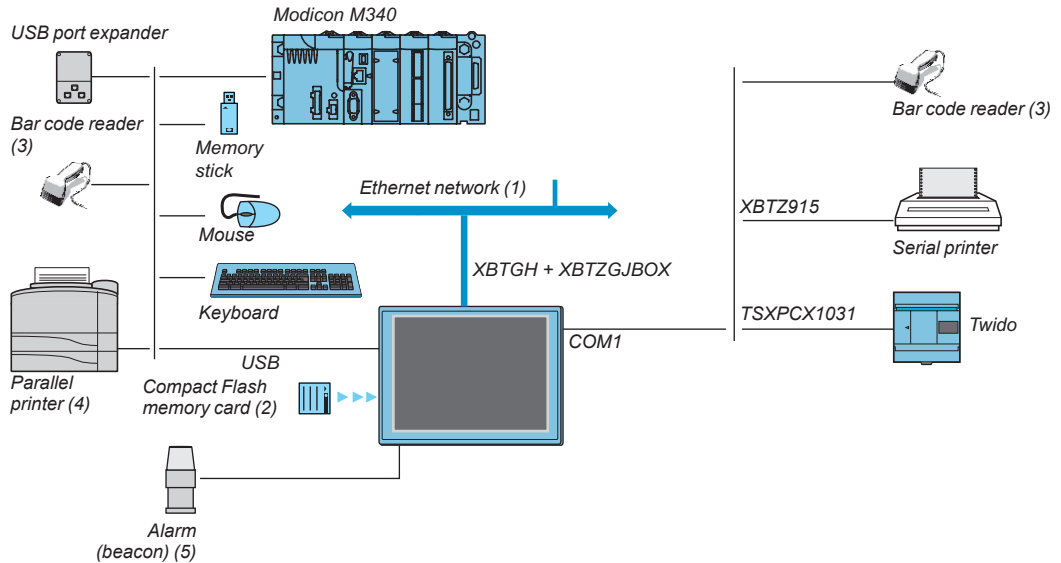 Modicon M340
USB port expander
Bar code reader
(3)
Memory
stick
Mouse
Keyboard
Parallel
printer (4)
USB
Compact Flash
memory card (2)
Alarm
(beacon) (5)
Ethernet network (1)
XBTGH + XBTZGJBOX
COM1
Bar code reader (3)
XBTZ915
Serial printer
TSXPCX1031
Twido